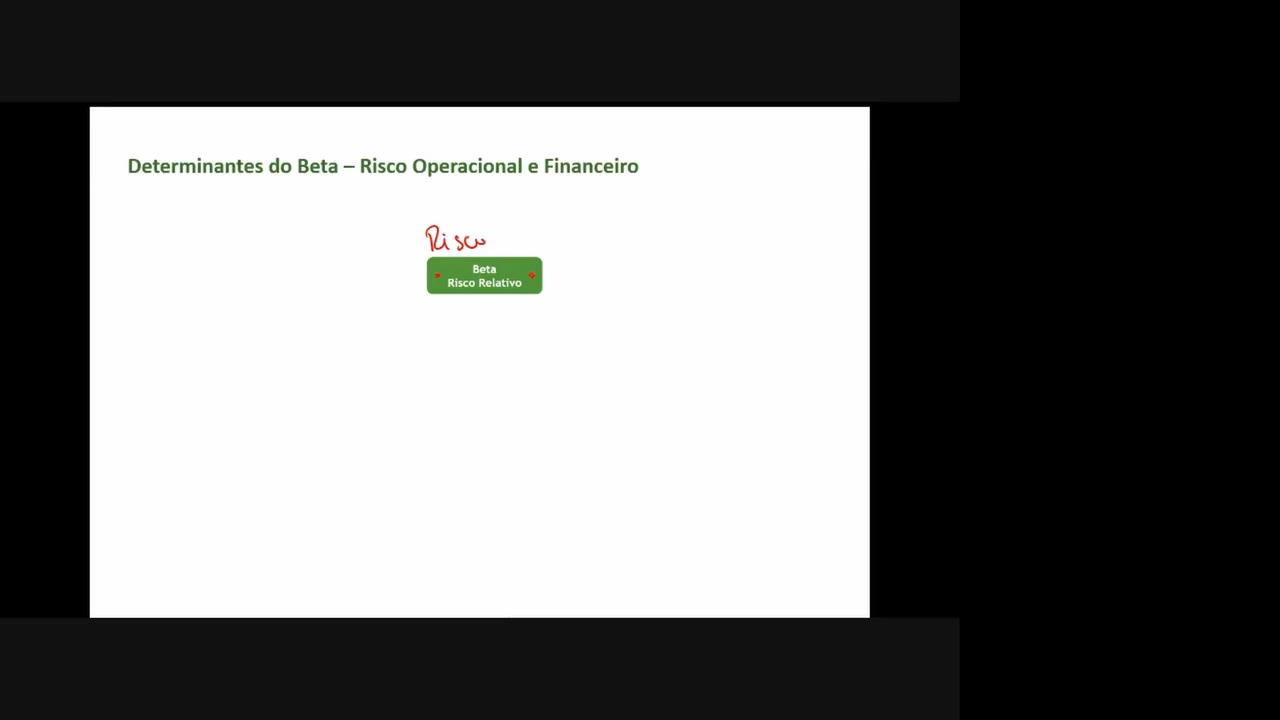 Determinantes do Beta – Risco Operacional e Financeiro
Risco
Beta
Risco Relativo